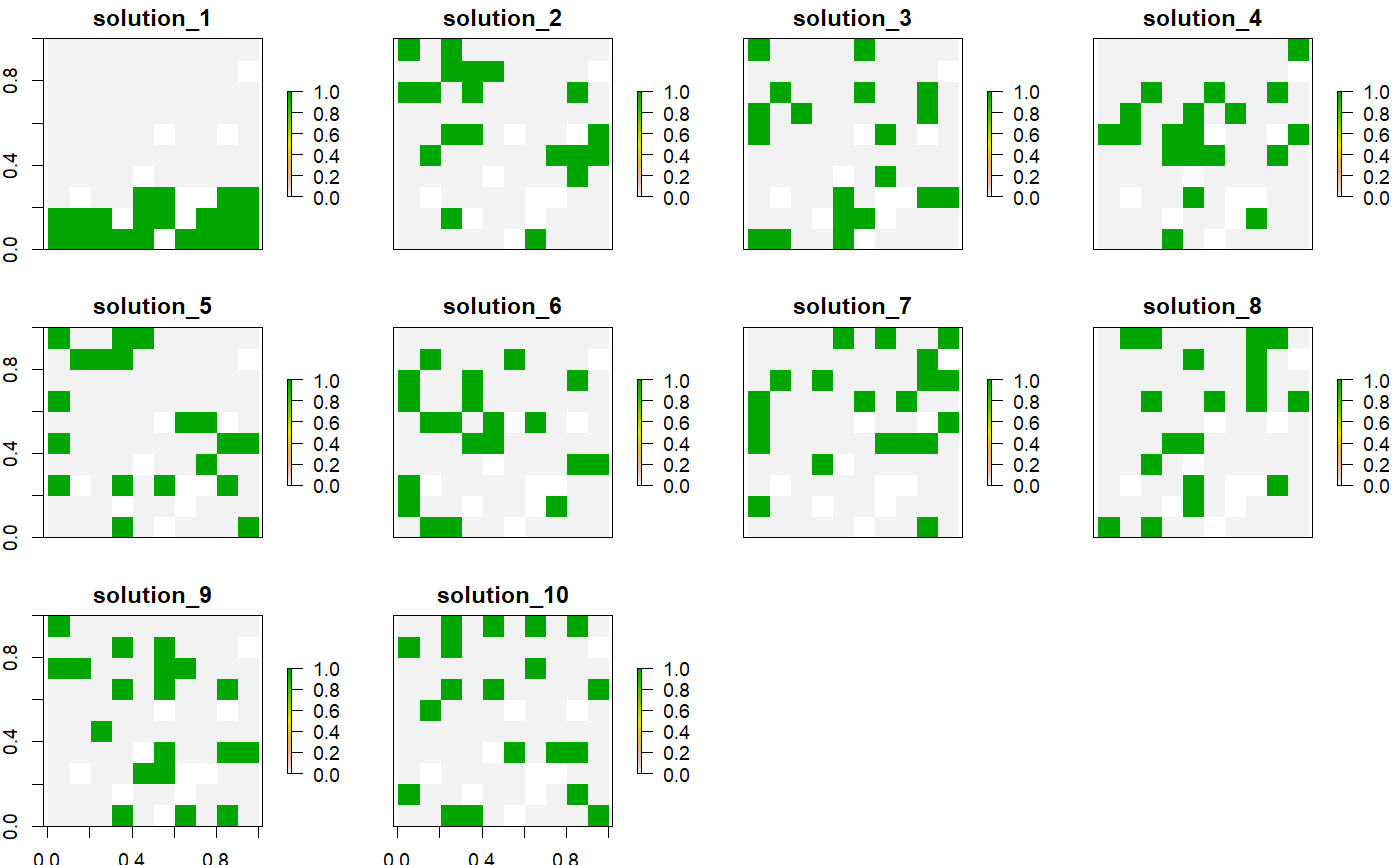 solution_1 solution_2 solution_3 solution_4
0.0 0.4 0.8
0.0 0.2 0.4 0.6 0.8 1.0
0.0 0.2 0.4 0.6 0.8 1.0
0.0 0.2 0.4 0.6 0.8 1.0
0.0 0.2 0.4 0.6 0.8 1.0
solution_5 solution_6 solution_7 solution_8
0.0 0.4 0.8
0.0 0.2 0.4 0.6 0.8 1.0
0.0 0.2 0.4 0.6 0.8 1.0
0.0 0.2 0.4 0.6 0.8 1.0
0.0 0.2 0.4 0.6 0.8 1.0
solution_9 solution_10
0.0 0.4 0.8
0.0 0.2 0.4 0.6 0.8 1.0
0.0 0.2 0.4 0.6 0.8 1.0
0.0 0.4 0.8 0.0 0.4 0.8